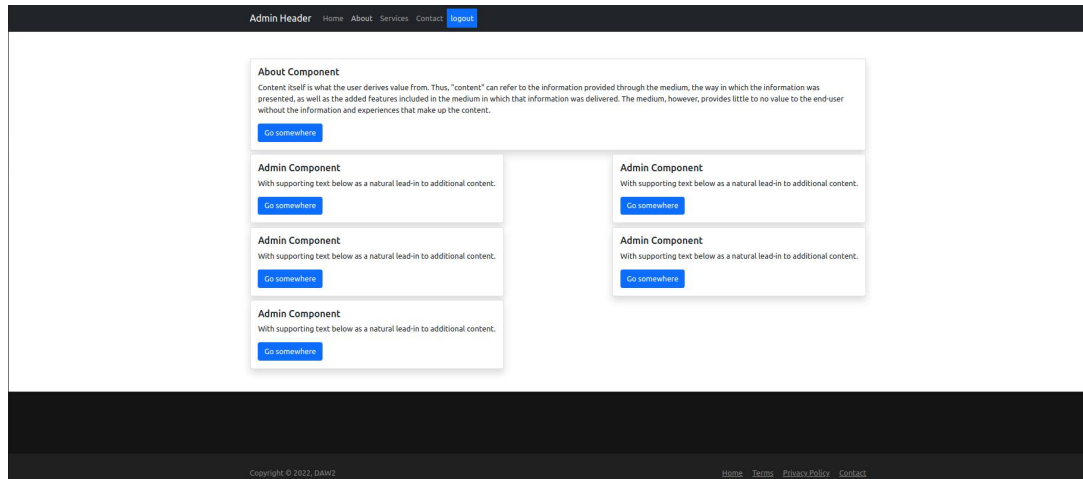 Admin Header Home About Services Contact logout
About Component
Content itself is what the user derives value from. Thus, "content" can refer to the information provided through the medium, the way in which the information was
presented, as well as the added features included in the medium in which that information was delivered. The medium, however, provides little to no value to the end-user
without the information and experiences that make up the content.
Go somewhere
Admin Component
With supporting text below as a natural lead-in to additional content.
Go somewhere
Admin Component
With supporting text below as a natural lead-in to additional content.
Go somewhere
Admin Component
With supporting text below as a natural lead-in to additional content.
Go somewhere
Admin Component
With supporting text below as a natural lead-in to additional content.
Go somewhere
Admin Component
With supporting text below as a natural lead-in to additional content.
Go somewhere
Copyright © 2022, DAW2
Home Terms Privacy Policy Contact